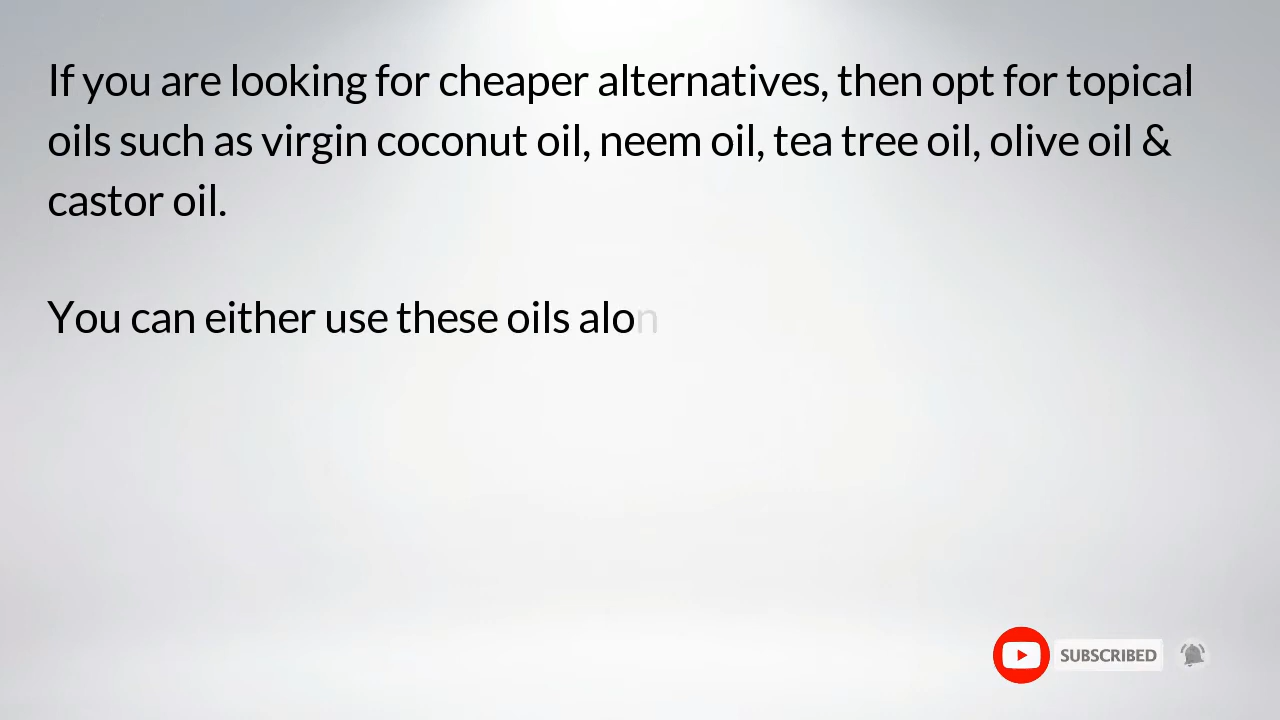 If you are looking for cheaper alternatives, then opt for topical
oils such as virgin coconut oil, neem oil, tea tree oil, olive oil &
castor oil.
You can either use these oils alon
SUBSCRIBED